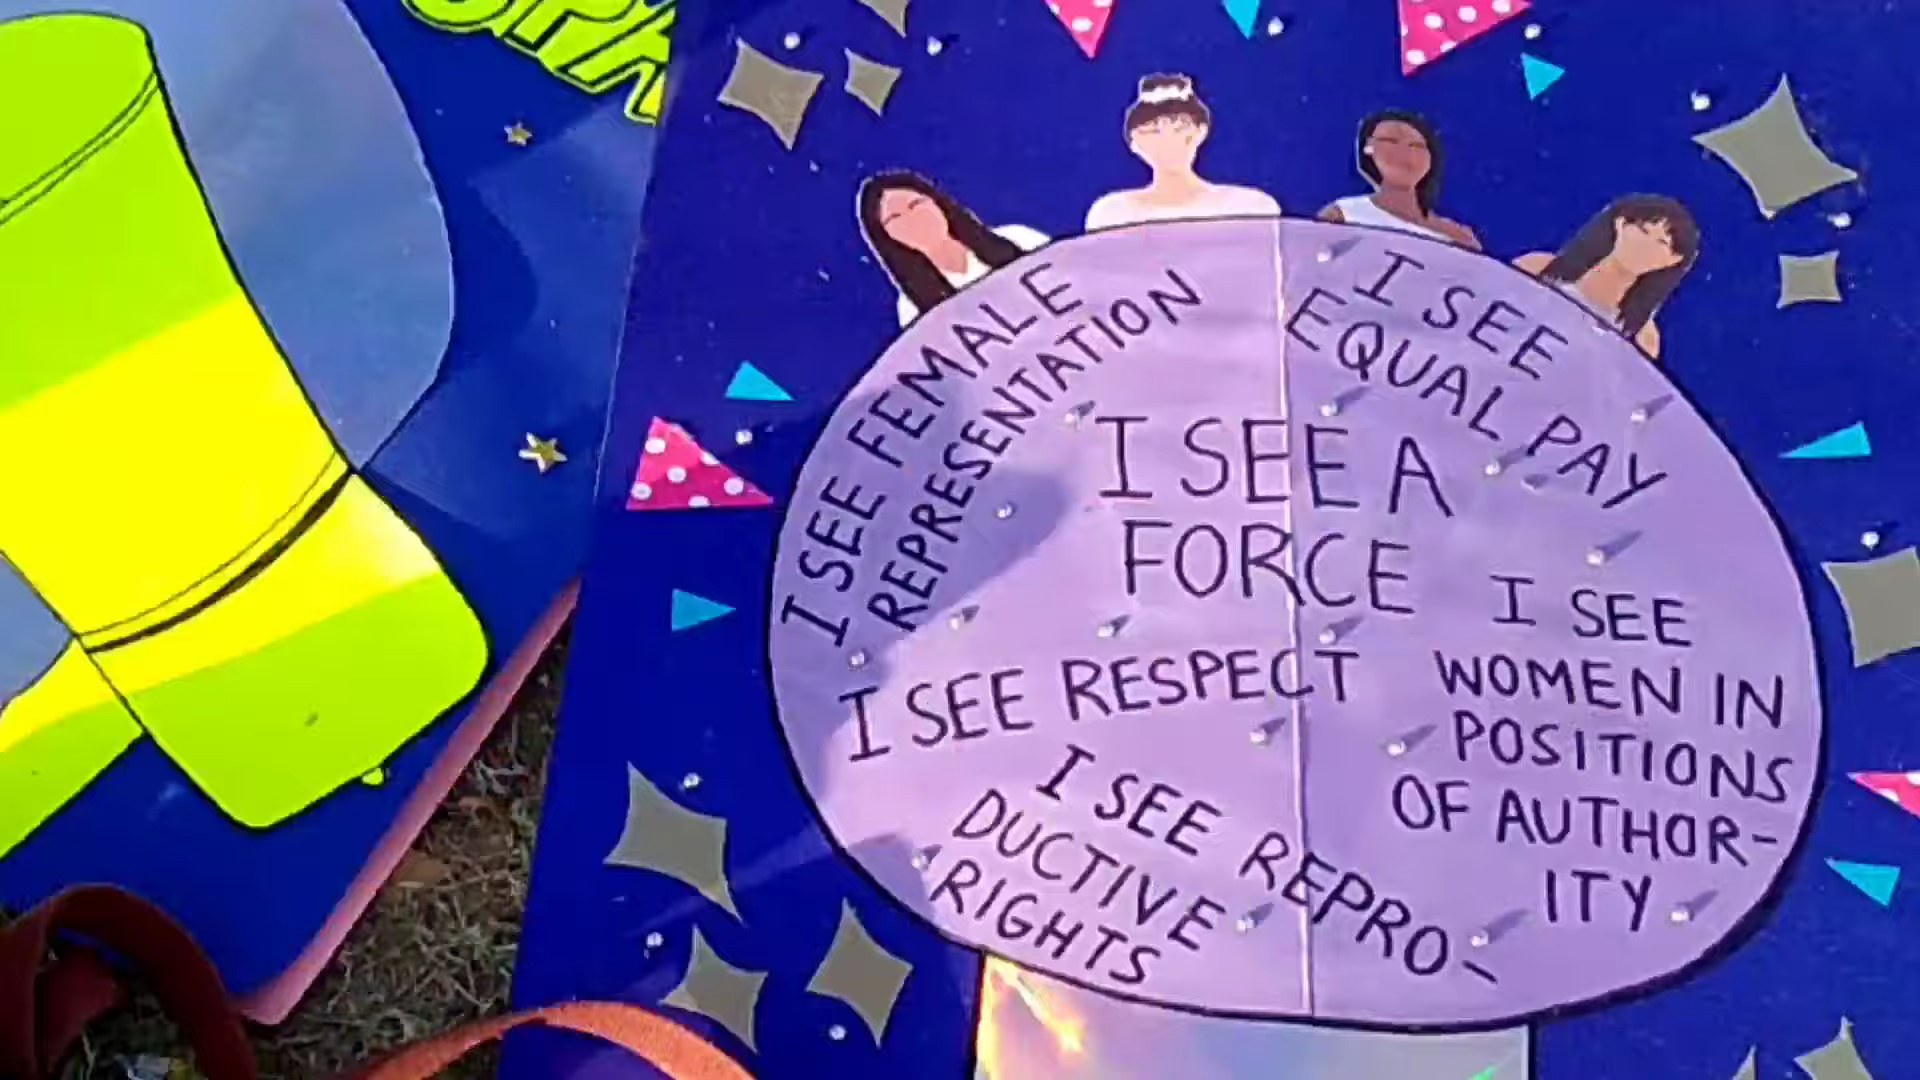 I SEE FEMALE
REPRESENTATION
I SEE
EQUAL PAY
I SEE A
FORCE
I SEE RESPECT
I SEE
WOMEN IN
POSITIONS
OF AUTHOR-
ITY
I SEE REPRO-
DUCTIVE
RIGHTS